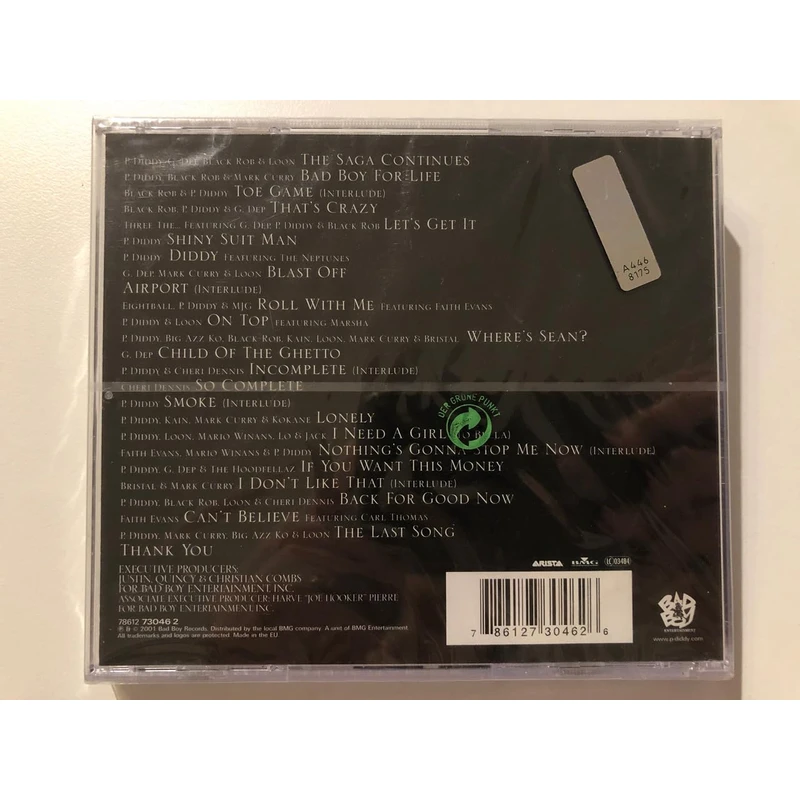 P. Diddy, G. Dep, Black Rob & Loon The Saga Continues
P. Diddy, Black Rob & Mark Curry Bad Boy For Life
Black Rob & P. Diddy Toe Game (Interlude)
Black Rob, P. Diddy & G. Dep That's Crazy
Three The... Featuring G. Dep, P. Diddy & Black Rob Let's Get It
P. Diddy Shiny Suit Man
P. Diddy Diddy Featuring The Neptunes
G. Dep, Mark Curry & Loon Blast Off
Airport (Interlude)
Eightball, P. Diddy & MJG Roll With Me Featuring Faith Evans
P. Diddy & Loon On Top featuring Marsha
P. Diddy, Big Azz Ko, Black Rob, Kain, Loon, Mark Curry & Bristal Where's Sean?
G. Dep Child Of The Ghetto
P. Diddy & Cheri Dennis Incomplete (Interlude)
Cheri Dennis So Complete
P. Diddy Smoke (Interlude)
P. Diddy, Kain, Mark Curry & Kokane Lonely
P. Diddy, Loon, Mario Winans, Lo & Jack I Need A Girl
Faith Evans, Mario Winans & P. Diddy Nothing's Gonna Stop Me Now (Interlude)
P. Diddy, G. Dep & The Hoodfellaz If You Want This Money
Bristal & Mark Curry I Don't Like That (Interlude)
P. Diddy, Black Rob, Loon & Cheri Dennis Back For Good Now
Faith Evans Can't Believe featuring Carl Thomas
P. Diddy, Mark Curry, Big Azz Ko & Loon The Last Song
Thank You
EXECUTIVE PRODUCERS:
JUSTIN, QUINCY & CHRISTIAN COMBS
FOR BAD BOY ENTERTAINMENT INC.
ASSOCIATE EXECUTIVE PRODUCER: HARVE "JOE HOOKER" PIERRE
FOR BAD BOY ENTERTAINMENT INC.
78612 73046 2
℗ & © 2001 Bad Boy Records. Distributed by the local BMG company. A unit of BMG Entertainment.
All trademarks and logos are protected. Made in the EU
A446
8175
DER GRÜNE PUNKT
ARISTA
BMG
LC 03484
7 86127 30462 6
BAD
BOY
ENTERTAINMENT
www.p-diddy.com